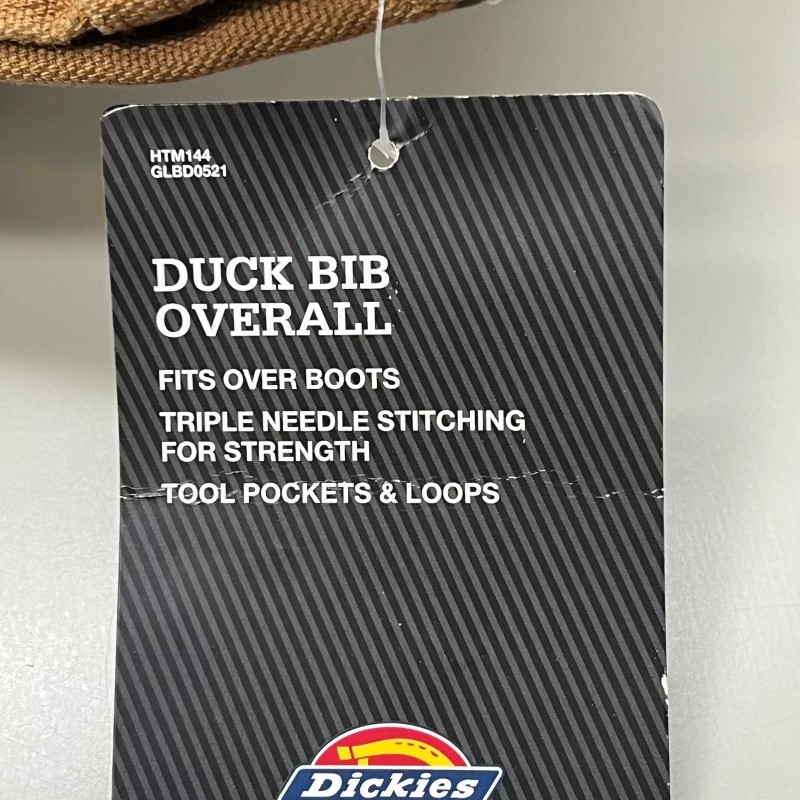 HTM144
GLBD0521
DUCK BIB
OVERALL
FITS OVER BOOTS
TRIPLE NEEDLE STITCHING
FOR STRENGTH
TOOL POCKETS & LOOPS
Dickies